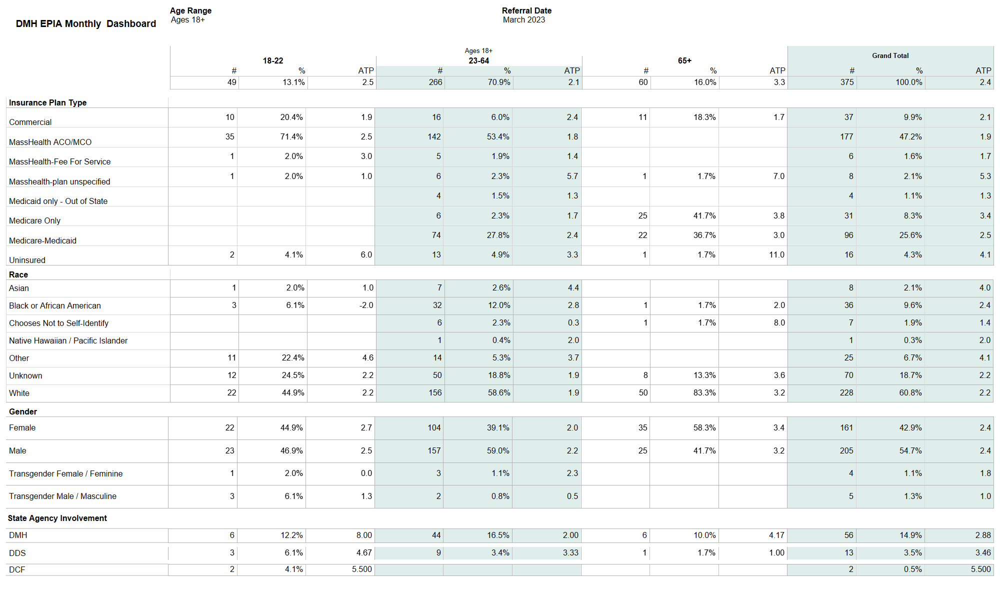 Age Range
Referral Date
Ages 18+
March 2023
DMH EPIA Monthly  Dashboard
Ages 18+
Grand Total
18-22 23-64 65+
# % ATP # % ATP # % ATP # % ATP
49 13.1% 2.5 266 70.9% 2.1 60 16.0% 3.3 375 100.0% 2.4
Insurance Plan Type
Commercial 10 20.4% 1.9 16 6.0% 2.4 11 18.3% 1.7 37 9.9% 2.1
MassHealth ACO/MCO 35 71.4% 2.5 142 53.4% 1.8 177 47.2% 1.9
MassHealth-Fee For Service 1 2.0% 3.0 5 1.9% 1.4 6 1.6% 1.7
Masshealth-plan unspecified 1 2.0% 1.0 6 2.3% 5.7 1 1.7% 7.0 8 2.1% 5.3
Medicaid only - Out of State 4 1.5% 1.3 4 1.1% 1.3
Medicare Only 6 2.3% 1.7 25 41.7% 3.8 31 8.3% 3.4
Medicare-Medicaid 74 27.8% 2.4 22 36.7% 3.0 96 25.6% 2.5
Uninsured 2 4.1% 6.0 13 4.9% 3.3 1 1.7% 11.0 16 4.3% 4.1
Race
Asian 1 2.0% 1.0 7 2.6% 4.4 8 2.1% 4.0
Black or African American 3 6.1% -2.0 32 12.0% 2.8 1 1.7% 2.0 36 9.6% 2.4
Chooses Not to Self-Identify 6 2.3% 0.3 1 1.7% 8.0 7 1.9% 1.4
Native Hawaiian / Pacific Islander 1 0.4% 2.0 1 0.3% 2.0
Other 11 22.4% 4.6 14 5.3% 3.7 25 6.7% 4.1
Unknown 12 24.5% 2.2 50 18.8% 1.9 8 13.3% 3.6 70 18.7% 2.2
White 22 44.9% 2.2 156 58.6% 1.9 50 83.3% 3.2 228 60.8% 2.2
Gender
Female 22 44.9% 2.7 104 39.1% 2.0 35 58.3% 3.4 161 42.9% 2.4
Male 23 46.9% 2.5 157 59.0% 2.2 25 41.7% 3.2 205 54.7% 2.4
Transgender Female / Feminine 1 2.0% 0.0 3 1.1% 2.3 4 1.1% 1.8
Transgender Male / Masculine 3 6.1% 1.3 2 0.8% 0.5 5 1.3% 1.0
State Agency Involvement
DMH 6 12.2% 8.00 44 16.5% 2.00 6 10.0% 4.17 56 14.9% 2.88
DDS 3 6.1% 4.67 9 3.4% 3.33 1 1.7% 1.00 13 3.5% 3.46
DCF 2 4.1% 5.500 2 0.5% 5.500